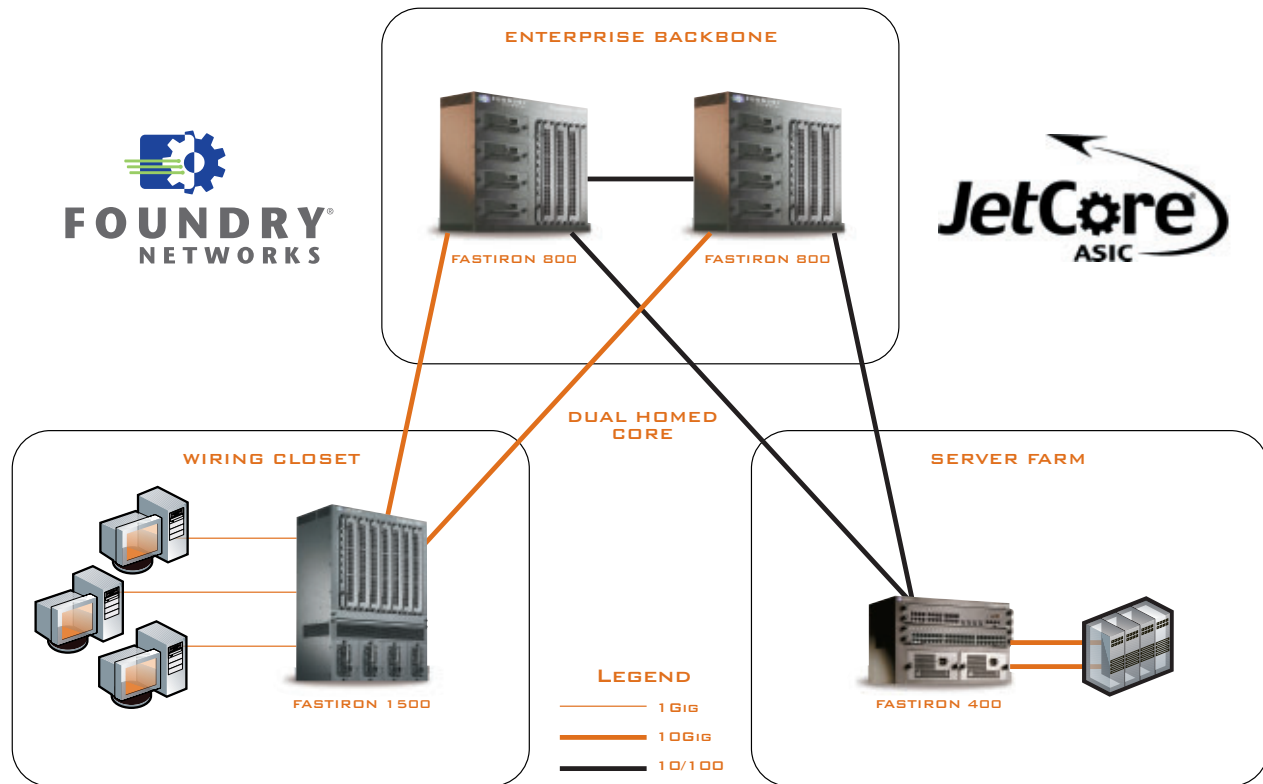 ENTERPRISE BACKBONE
FOUNDRY®
NETWORKS
JetCore
ASIC
FASTIRON 800
FASTIRON 800
DUAL HOMED
CORE
WIRING CLOSET
SERVER FARM
FASTIRON 1500
FASTIRON 400
LEGEND
1GIG
10GIG
10/100